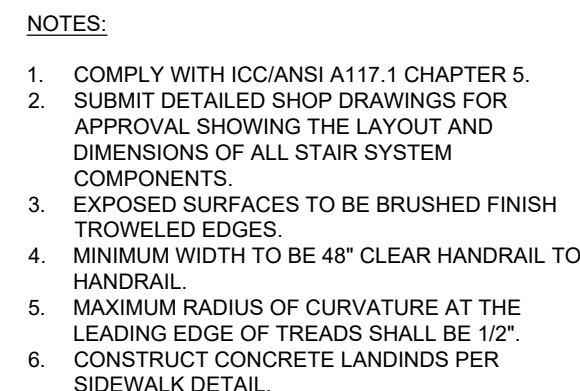 NOTES:
1. COMPLY WITH ICC/ANSI A117.1 CHAPTER 5.
2. SUBMIT DETAILED SHOP DRAWINGS FOR
APPROVAL SHOWING THE LAYOUT AND
DIMENSIONS OF ALL STAIR SYSTEM
COMPONENTS.
3. EXPOSED SURFACES TO BE BRUSHED FINISH
TROWELED EDGES.
4. MINIMUM WIDTH TO BE 48" CLEAR HANDRAIL TO
HANDRAIL.
5. MAXIMUM RADIUS OF CURVATURE AT THE
LEADING EDGE OF TREADS SHALL BE 1/2".
6. CONSTRUCT CONCRETE LANDINDS PER
SIDEWALK DETAIL.